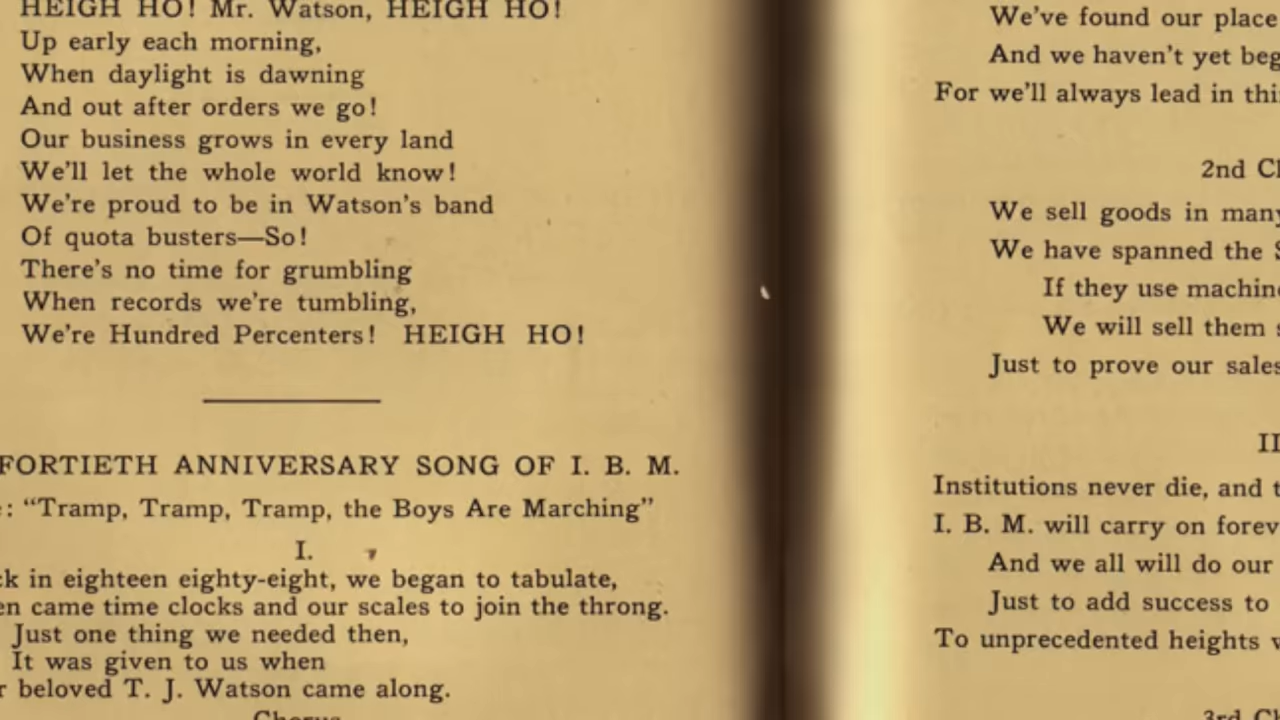 HEIGH HO! Mr. Watson, HEIGH HO!
Up early each morning,
When daylight is dawning
And out after orders we go!
Our business grows in every land
We'll let the whole world know!
We're proud to be in Watson's band
Of quota busters—So!
There's no time for grumbling
When records we're tumbling,
We're Hundred Percenters! HEIGH HO!
FORTIETH ANNIVERSARY SONG OF I. B. M.
: "Tramp, Tramp, Tramp, the Boys Are Marching"
I.
in eighteen eighty-eight, we began to tabulate,
came time clocks and our scales to join the throng.
Just one thing we needed then,
It was given to us when
beloved T. J. Watson came along.
Chorus
We've found our place
And we haven't yet
For we'll always lead in
2nd
We sell goods in
We have spanned the
If they use
We will sell them
Just to prove our
Institutions never die, and
I. B. M. will carry on
And we all will do our
Just to add success to
To unprecedented heights
3rd